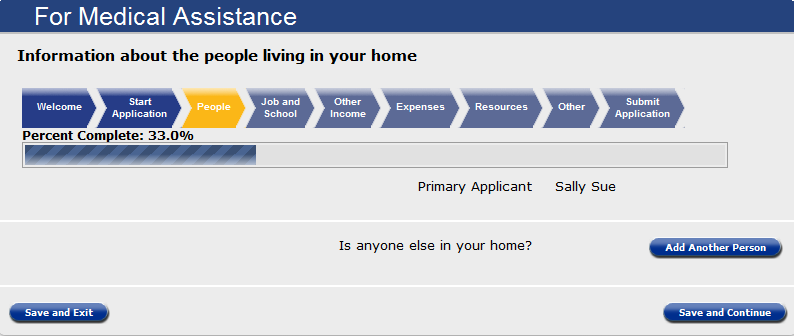 For Medical Assistance
Information about the people living in your home
Welcome
Start
Application
People
Job and
School
Other
Income
Expenses
Resources
Other
Submit
Application
Percent Complete: 33.0%
Primary Applicant Sally Sue
Is anyone else in your home?
Add Another Person
Save and Exit
Save and Continue